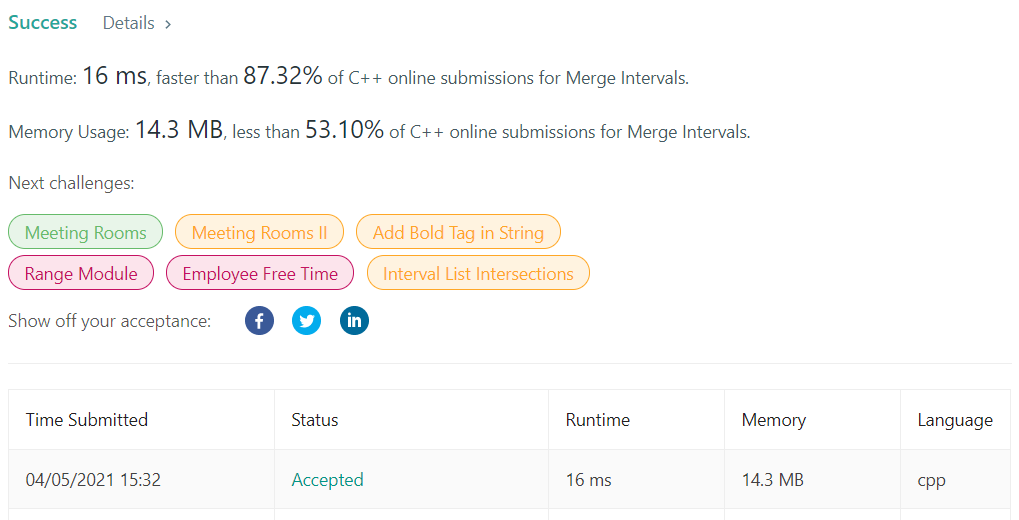 Success Details >
Runtime: 16 ms, faster than 87.32% of C++ online submissions for Merge Intervals.
Memory Usage: 14.3 MB, less than 53.10% of C++ online submissions for Merge Intervals.
Next challenges:
Meeting Rooms Meeting Rooms II Add Bold Tag in String
Range Module Employee Free Time Interval List Intersections
Show off your acceptance: f in
Time Submitted Status Runtime Memory Language
04/05/2021 15:32 Accepted 16 ms 14.3 MB cpp